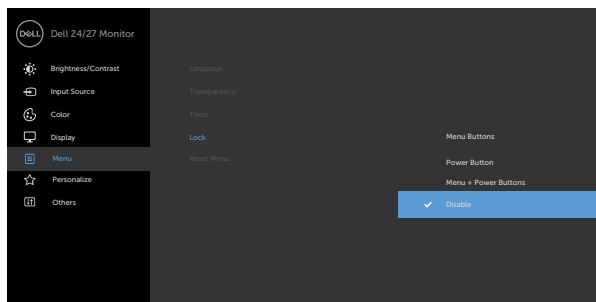 DELL Dell 24/27 Monitor
Brightness/Contrast
Input Source
Color
Display
Menu
Personalize
Others
Language
Transparency
Timer
Lock
Reset Menu
Menu Buttons
Power Button
Menu + Power Buttons
Disable